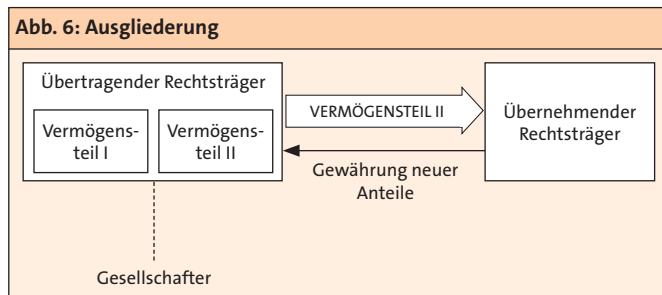 Abb. 6: Ausgliederung
Übertragender Rechtsträger
Vermögens-
teil I
Vermögens-
teil II
VERMÖGENSTEIL II
Übernehmender
Rechtsträger
Gewährung neuer
Anteile
Gesellschafter